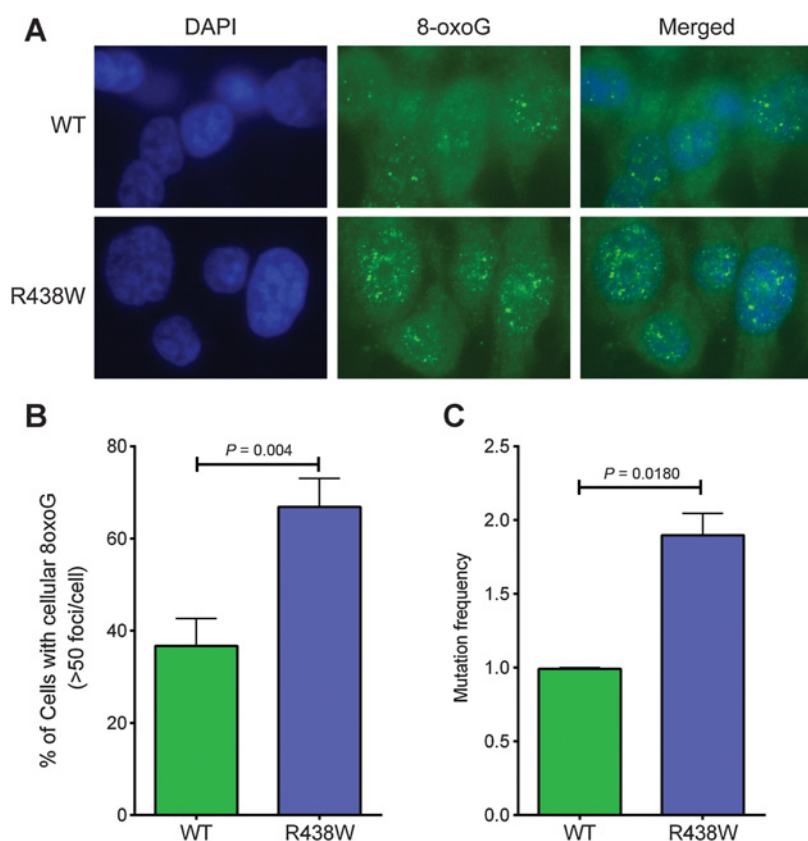 A
DAPI 8-oxoG Merged
WT
R438W
B
% of Cells with cellular 8oxoG
(>50 foci/cell)
80
60
40
20
0
P = 0.004
WT R438W
C
Mutation frequency
2.5
2.0
1.5
1.0
0.5
0.0
P = 0.0180
WT R438W